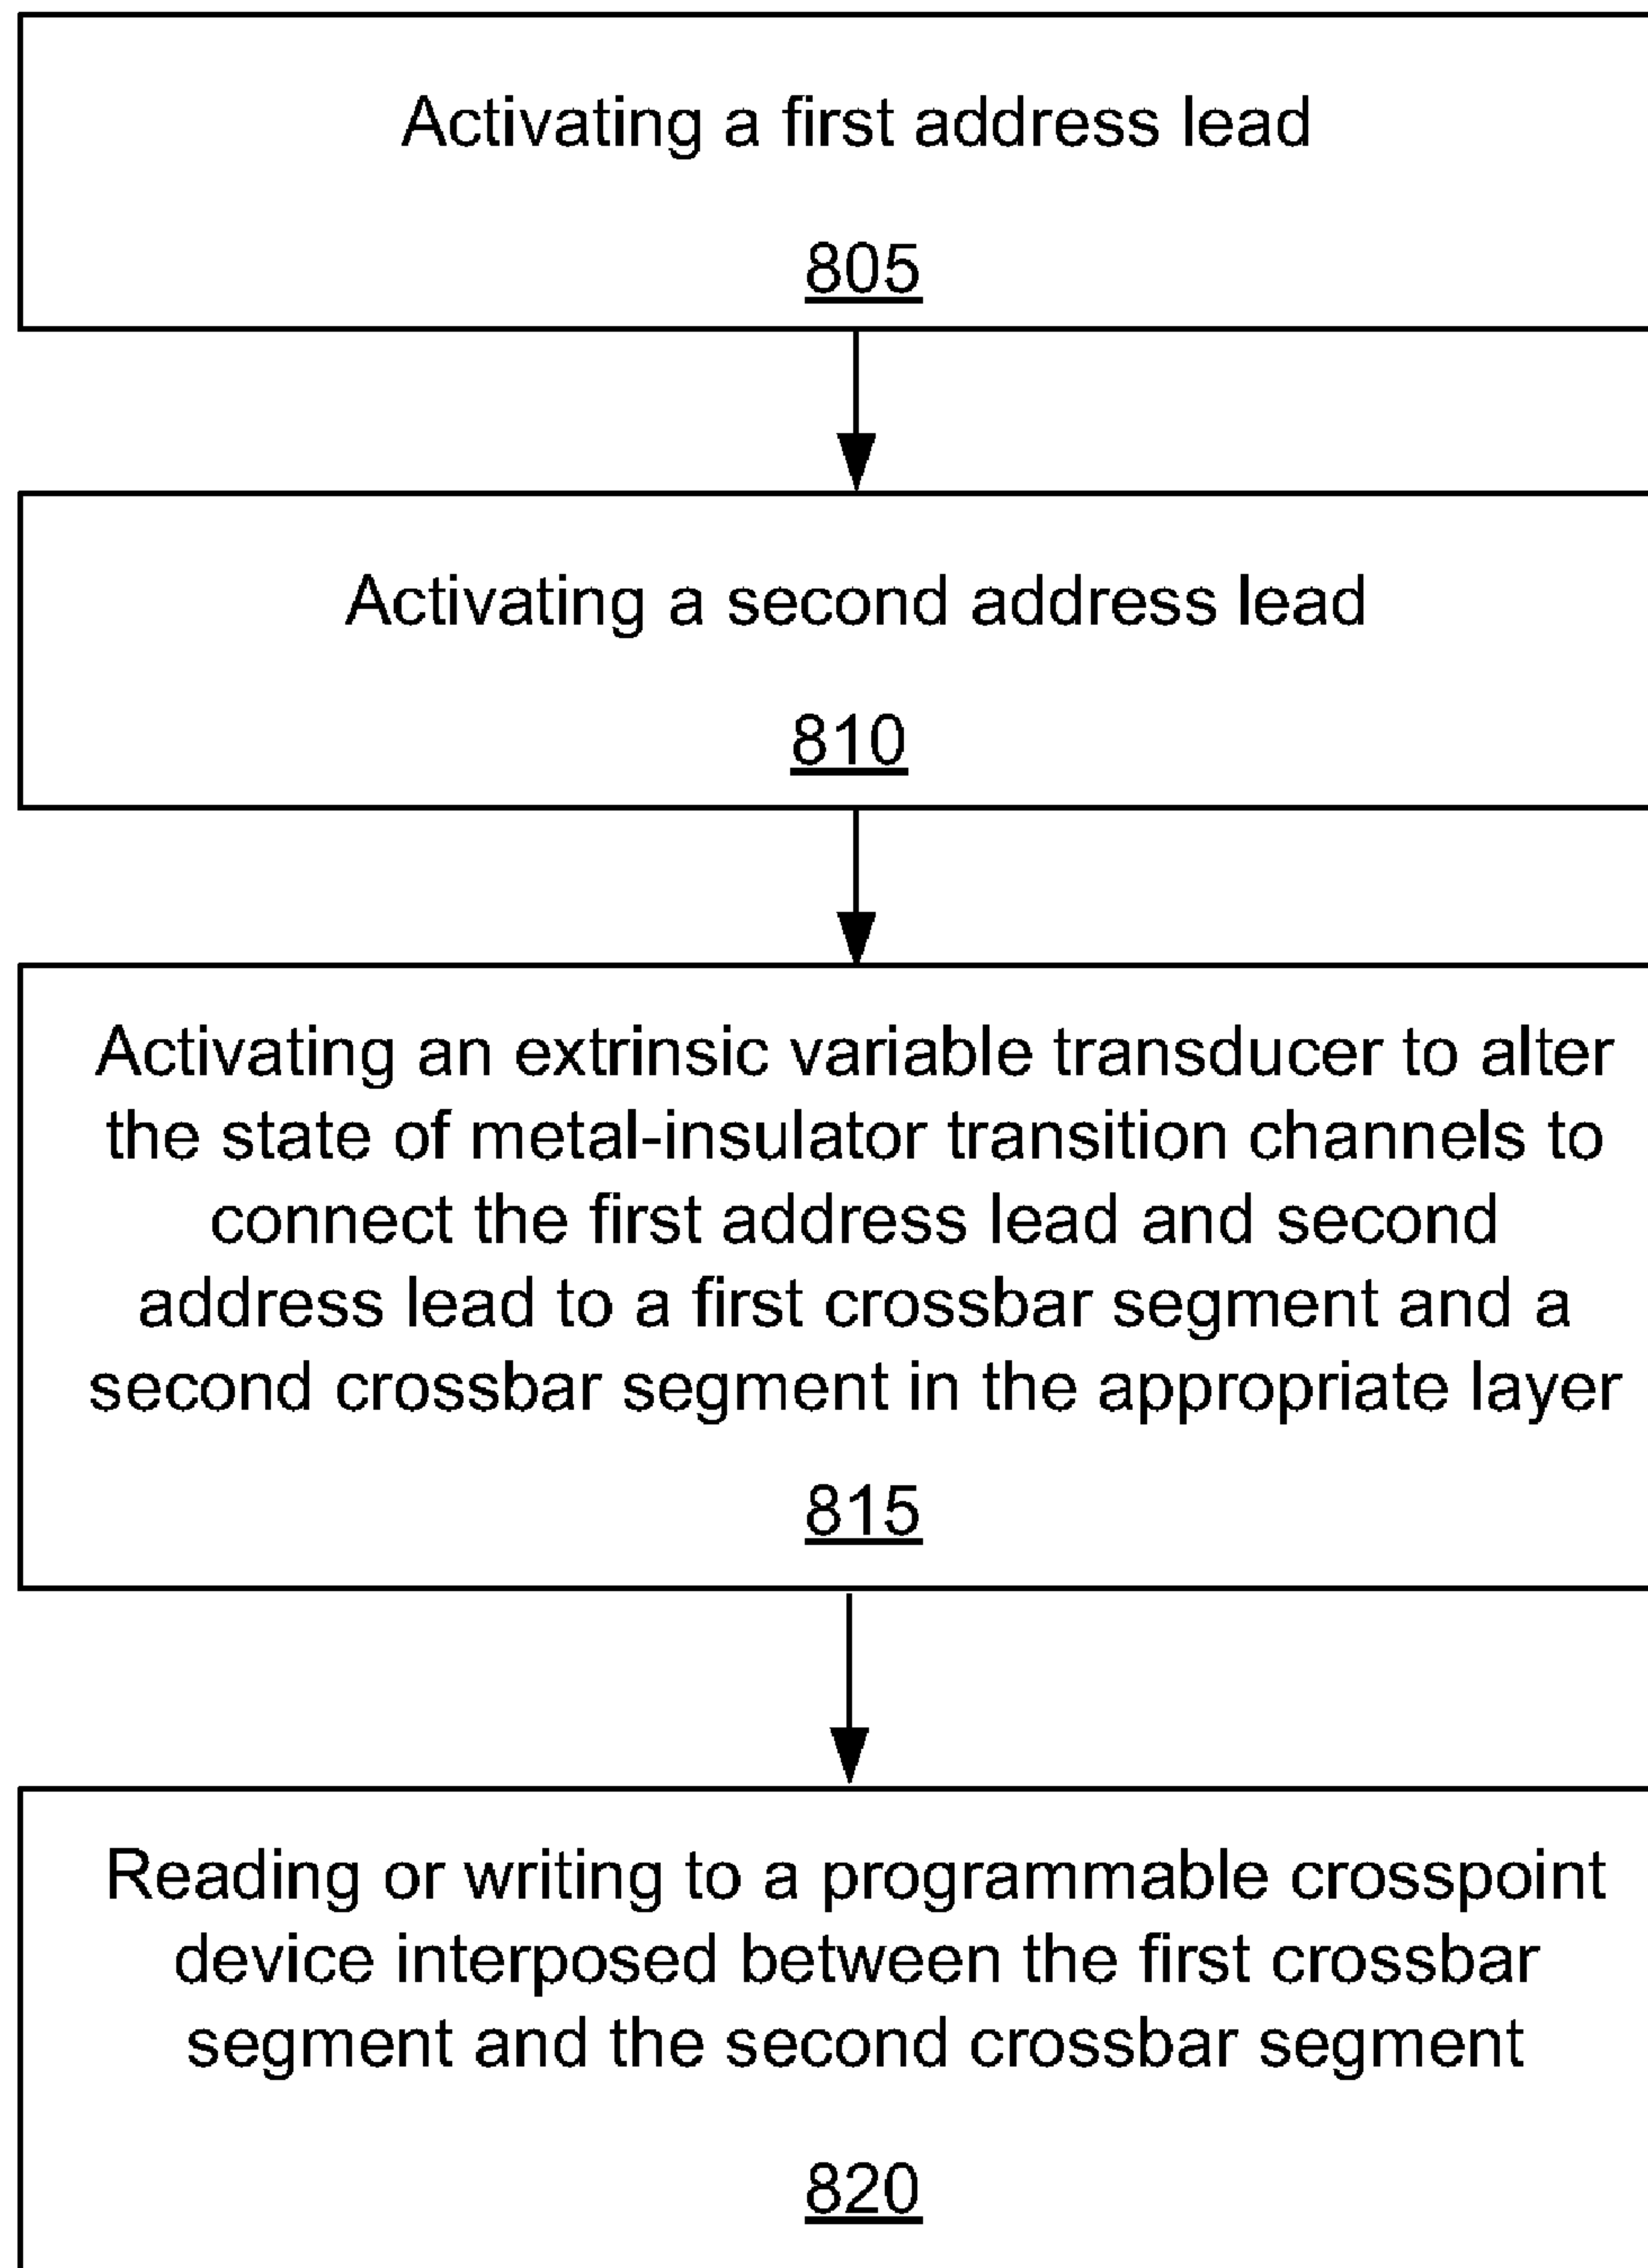 Activating a first address lead
805
Activating a second address lead
810
Activating an extrinsic variable transducer to alter
the state of metal-insulator transition channels to
connect the first address lead and second
address lead to a first crossbar segment and a
second crossbar segment in the appropriate layer
815
Reading or writing to a programmable crosspoint
device interposed between the first crossbar
segment and the second crossbar segment
820